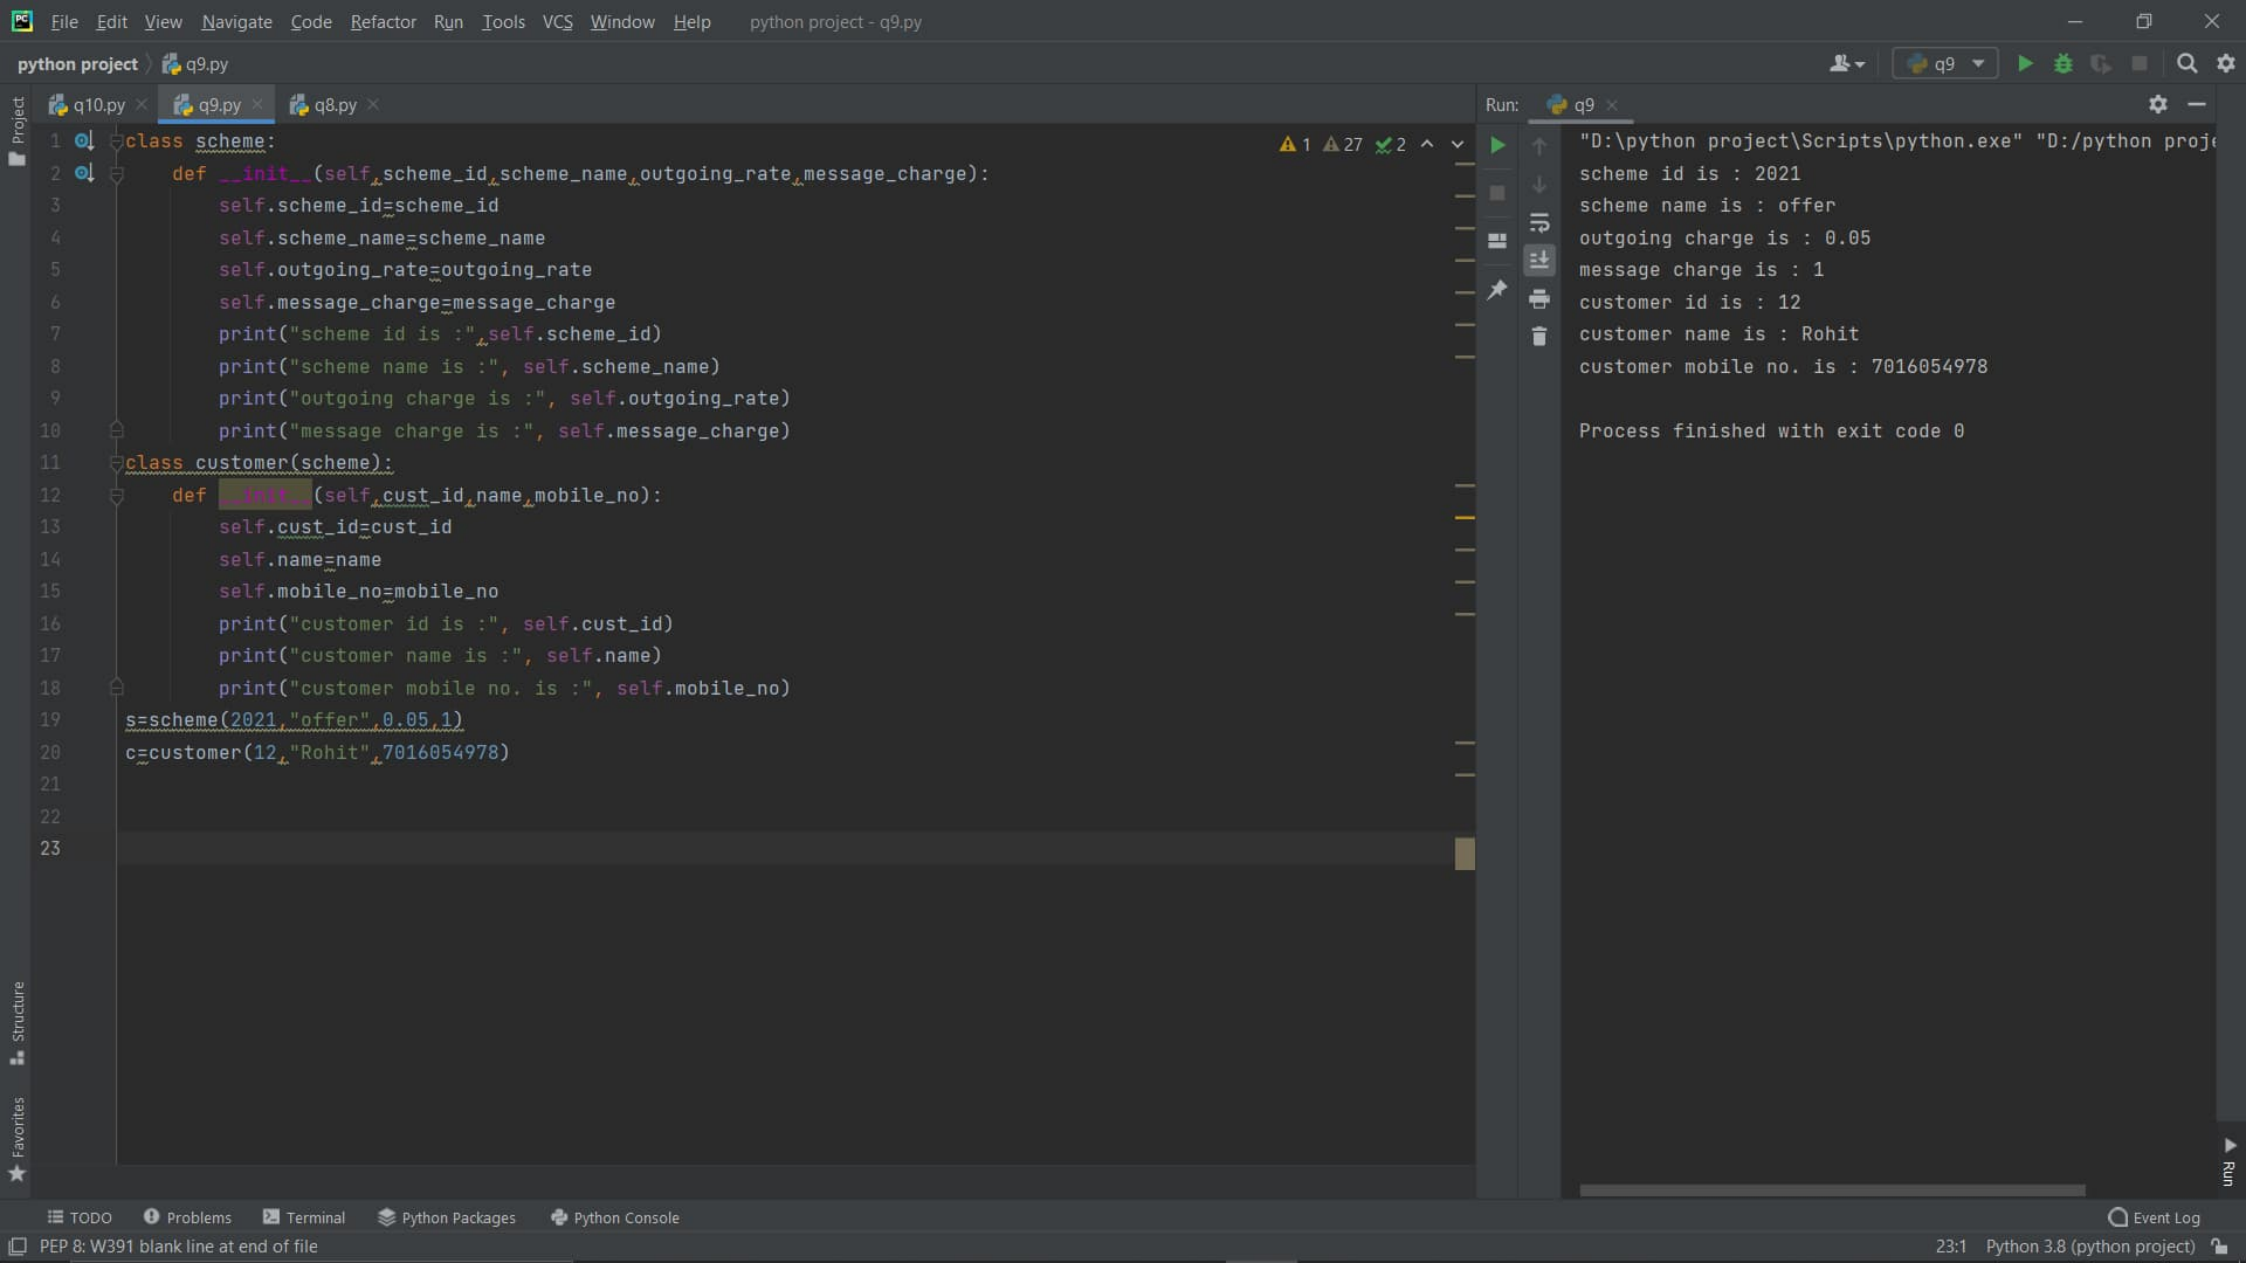 File Edit View Navigate Code Refactor Run Tools VCS Window Help python project - q9.py
python project q9.py q9
q10.py q9.py q8.py
Run: q9
Project
1 class scheme:
2 def __init__(self,scheme_id,scheme_name,outgoing_rate,message_charge):
3 self.scheme_id=scheme_id
4 self.scheme_name=scheme_name
5 self.outgoing_rate=outgoing_rate
6 self.message_charge=message_charge
7 print("scheme id is :",self.scheme_id)
8 print("scheme name is :", self.scheme_name)
9 print("outgoing charge is :", self.outgoing_rate)
10 print("message charge is :", self.message_charge)
11 class customer(scheme):
12 def __init__(self,cust_id,name,mobile_no):
13 self.cust_id=cust_id
14 self.name=name
15 self.mobile_no=mobile_no
16 print("customer id is :", self.cust_id)
17 print("customer name is :", self.name)
18 print("customer mobile no. is :", self.mobile_no)
19 s=scheme(2021,"offer",0.05,1)
20 c=customer(12,"Rohit",7016054978)
21
22
23
1 27 2
"D:\python project\Scripts\python.exe" "D:/python proje
scheme id is : 2021
scheme name is : offer
outgoing charge is : 0.05
message charge is : 1
customer id is : 12
customer name is : Rohit
customer mobile no. is : 7016054978
Process finished with exit code 0
Structure
Favorites
Run
TODO Problems Terminal Python Packages Python Console Event Log
PEP 8: W391 blank line at end of file 23:1 Python 3.8 (python project)